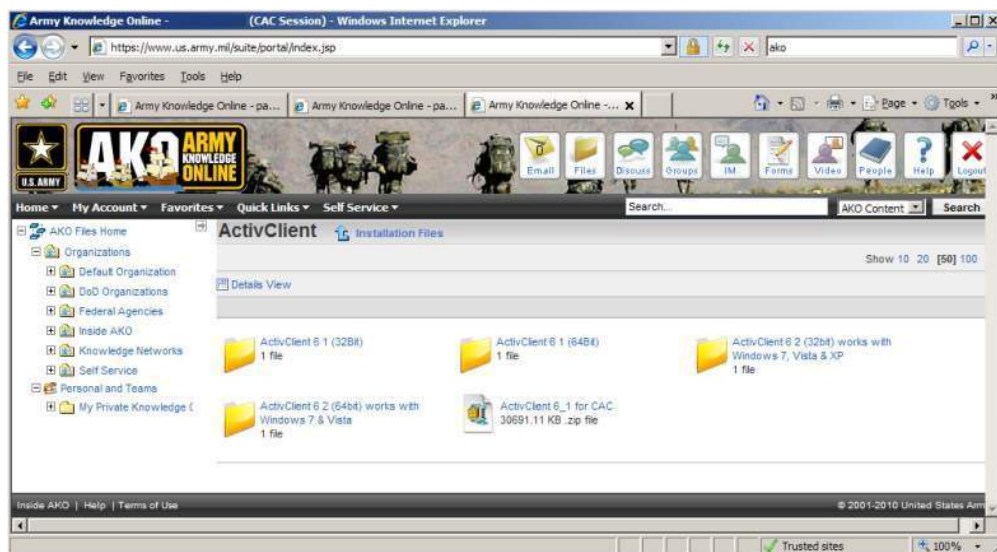 Army Knowledge Online - (CAC Session) - Windows Internet Explorer
https://www.us.army.mil/suite/portal/index.jsp
ako
File Edit View Favorites Tools Help
Army Knowledge Online - pa... Army Knowledge Online - pa... Army Knowledge Online -... Page Tools
U.S. ARMY
AKO ARMY KNOWLEDGE ONLINE
0
Email Files Discuss Groups IM Forms Video People Help Logout
Home My Account Favorites Quick Links Self Service Search... AKO Content Search
AKO Files Home
Organizations
Default Organization
DoD Organizations
Federal Agencies
Inside AKO
Knowledge Networks
Self Service
Personal and Teams
My Private Knowledge C
ActivClient Installation Files
Show 10 20 [50] 100
Details View
ActivClient 6 1 (32Bit)
1 file
ActivClient 6 1 (64Bit)
1 file
ActivClient 6 2 (32bit) works with
Windows 7, Vista & XP
1 file
ActivClient 6 2 (64bit) works with
Windows 7 & Vista
1 file
ActivClient 6_1 for CAC
30691.11 KB .zip file
Inside AKO | Help | Terms of Use © 2001-2010 United States Arm
Trusted sites 100%